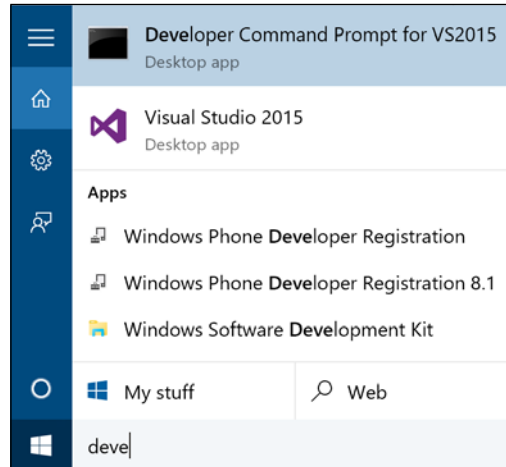 Developer Command Prompt for VS2015
Desktop app
Visual Studio 2015
Desktop app
Apps
Windows Phone Developer Registration
Windows Phone Developer Registration 8.1
Windows Software Development Kit
My stuff
Web
deve